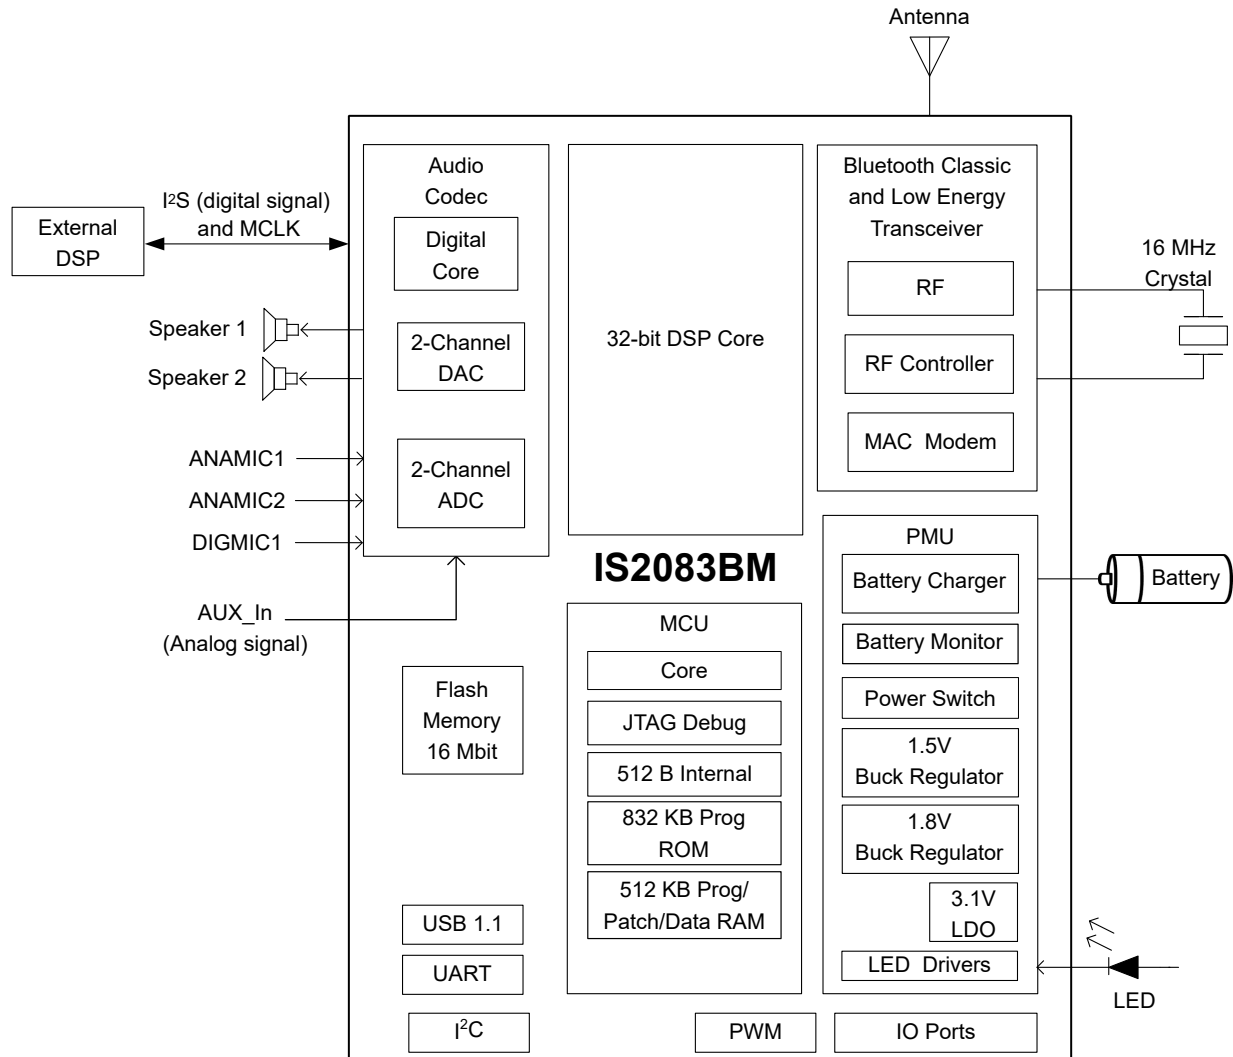 Antenna
Audio
Codec
Digital
Core
2-Channel
DAC
2-Channel
ADC
I²S (digital signal)
and MCLK
External
DSP
Speaker 1
Speaker 2
ANAMIC1
ANAMIC2
DIGMIC1
AUX_In
(Analog signal)
32-bit DSP Core
Bluetooth Classic
and Low Energy
Transceiver
RF
RF Controller
MAC Modem
16 MHz
Crystal
IS2083BM
PMU
Battery Charger
Battery Monitor
Power Switch
1.5V
Buck Regulator
1.8V
Buck Regulator
3.1V
LDO
LED Drivers
Battery
LED
MCU
Core
JTAG Debug
512 B Internal
832 KB Prog
ROM
512 KB Prog/
Patch/Data RAM
Flash
Memory
16 Mbit
USB 1.1
UART
I²C
PWM
IO Ports